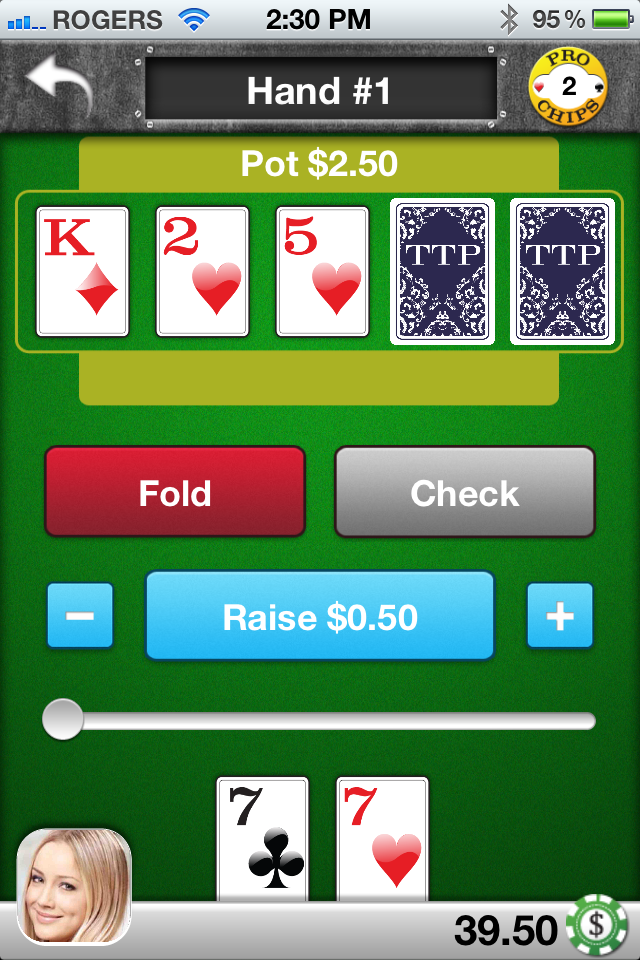 ROGERS 2:30 PM 95%
Hand #1
PRO
2
CHIPS
Pot $2.50
K 2 5 TTP TTP
Fold Check
− Raise $0.50 +
7 7
39.50 $